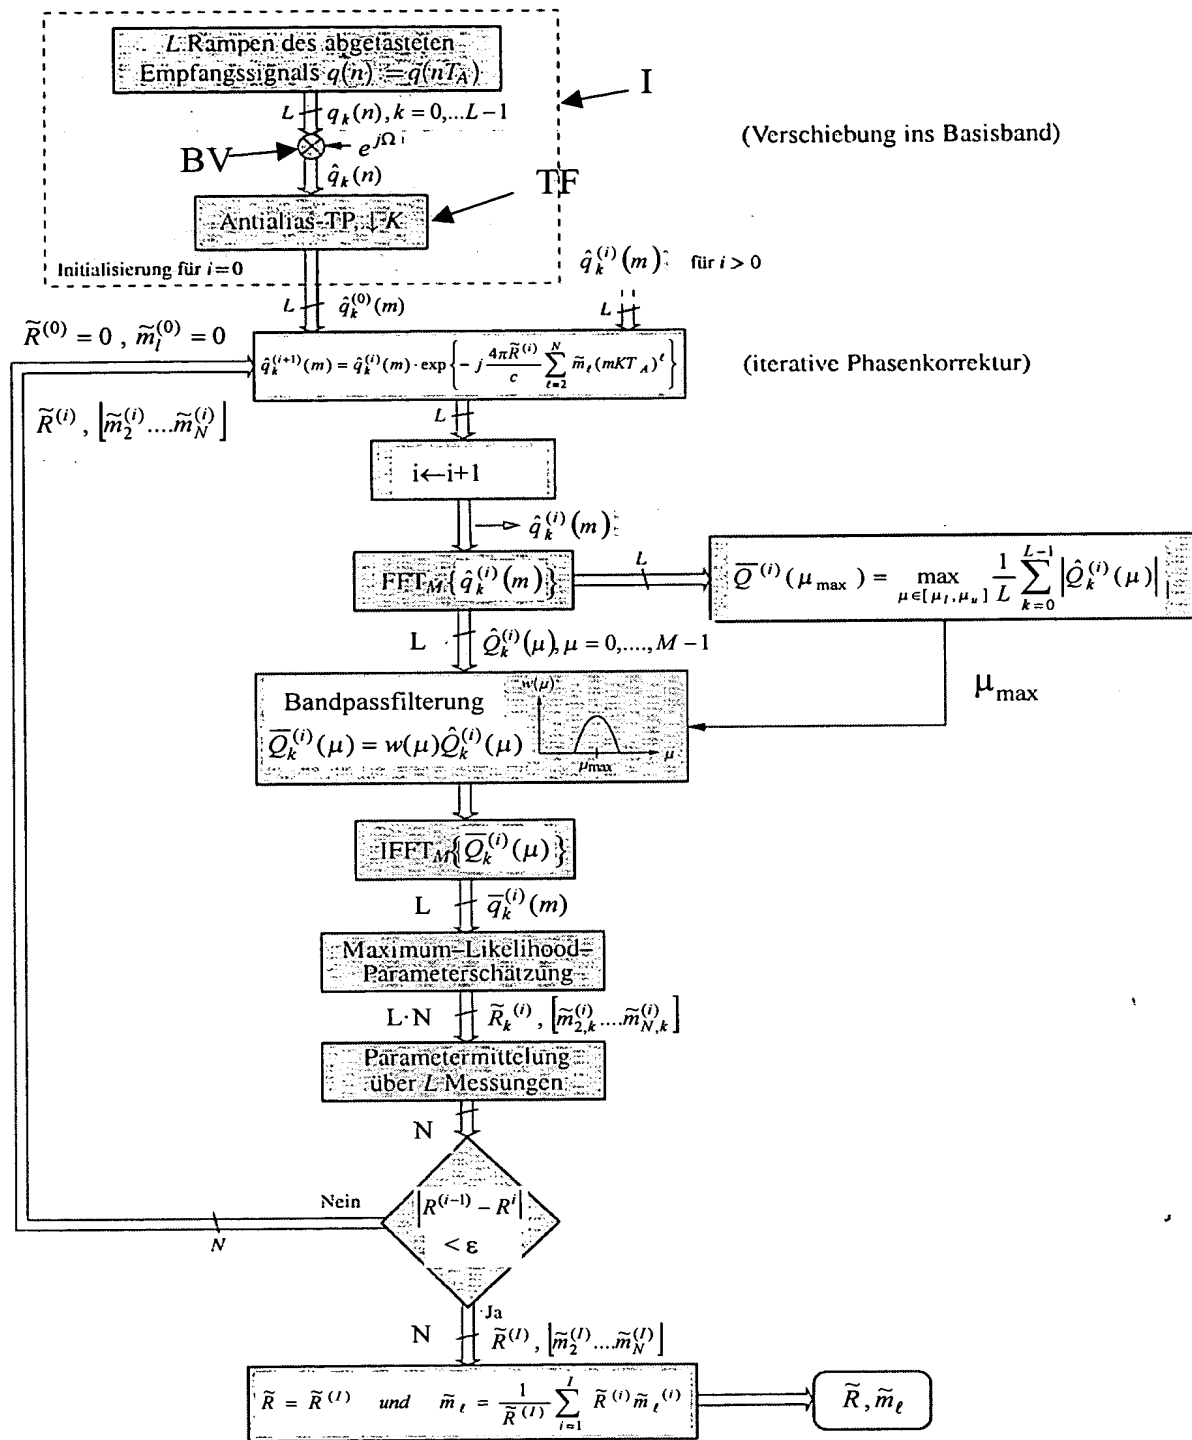 L Rampen des abgetasteten
Empfangssignals q(n) = q(nT_A)
I
L q_k(n), k = 0,...L−1
(Verschiebung ins Basisband)
BV
e^{jΩ
q̂_k(n)
TF
Antialias-TP, ↓K
Initialisierung für i=0
q̂_k^{(i)}(m) für i > 0
L q̂_k^{(0)}(m)
L
R̃^{(0)} = 0 , m̃_l^{(0)} = 0
q̂_k^{(i+1)}(m) = q̂_k^{(i)}(m) · exp{−j (4πR̃^{(i)}/c) ∑_{ℓ=2}^{N} m̃_ℓ (mKT_A)^ℓ}
(iterative Phasenkorrektur)
R̃^{(i)} , ⌊m̃_2^{(i)}....m̃_N^{(i)}⌋
L
i←i+1
q̂_k^{(i)}(m)
FFT_M{q̂_k^{(i)}(m)}
L
Q̄^{(i)}(μ_max) = max_{μ∈[μ_l,μ_u]} (1/L) ∑_{k=0}^{L−1} |Q̂_k^{(i)}(μ)|
L Q̂_k^{(i)}(μ), μ = 0,....,M−1
μ_max
Bandpassfilterung
w(μ)
Q̄_k^{(i)}(μ) = w(μ)Q̂_k^{(i)}(μ)
μ
μ_max
IFFT_M{Q̄_k^{(i)}(μ)}
L q̄_k^{(i)}(m)
Maximum–Likelihood–
Parameterschätzung
L·N R̃_k^{(i)} , [m̃_{2,k}^{(i)}....m̃_{N,k}^{(i)}]
Parametermittelung
über L Messungen
N
Nein
|R^{(i−1)} − R^i|
< ε
N
Ja
N R̃^{(I)} , ⌊m̃_2^{(I)}....m̃_N^{(I)}⌋
R̃ = R̃^{(I)} und m̃_ℓ = (1/R̃^{(I)}) ∑_{i=1}^{I} R̃^{(i)} m̃_ℓ^{(i)}
R̃, m̃_ℓ